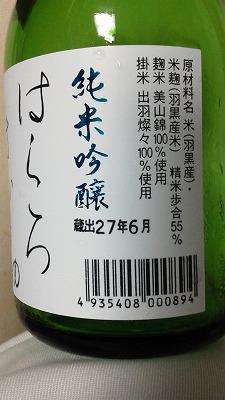 原材料名 米(羽黒産)・
米麹(羽黒産米) 精米歩合55%
麹米 美山錦100%使用
掛米 出羽燦々100%使用
純米吟醸
蔵出27年6月
はらころ
4 935408 000894